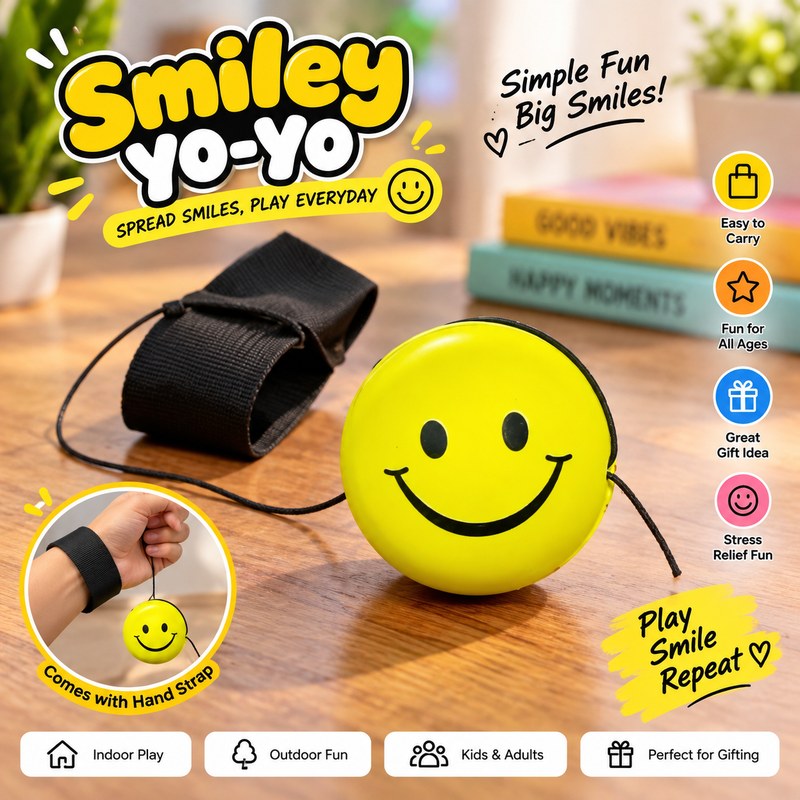 Smiley
YO-YO
SPREAD SMILES, PLAY EVERYDAY
Simple Fun
Big Smiles!
GOOD VIBES
HAPPY MOMENTS
Easy to
Carry
Fun for
All Ages
Great
Gift Idea
Stress
Relief Fun
Comes with Hand Strap
Play
Smile
Repeat
Indoor Play
Outdoor Fun
Kids & Adults
Perfect for Gifting